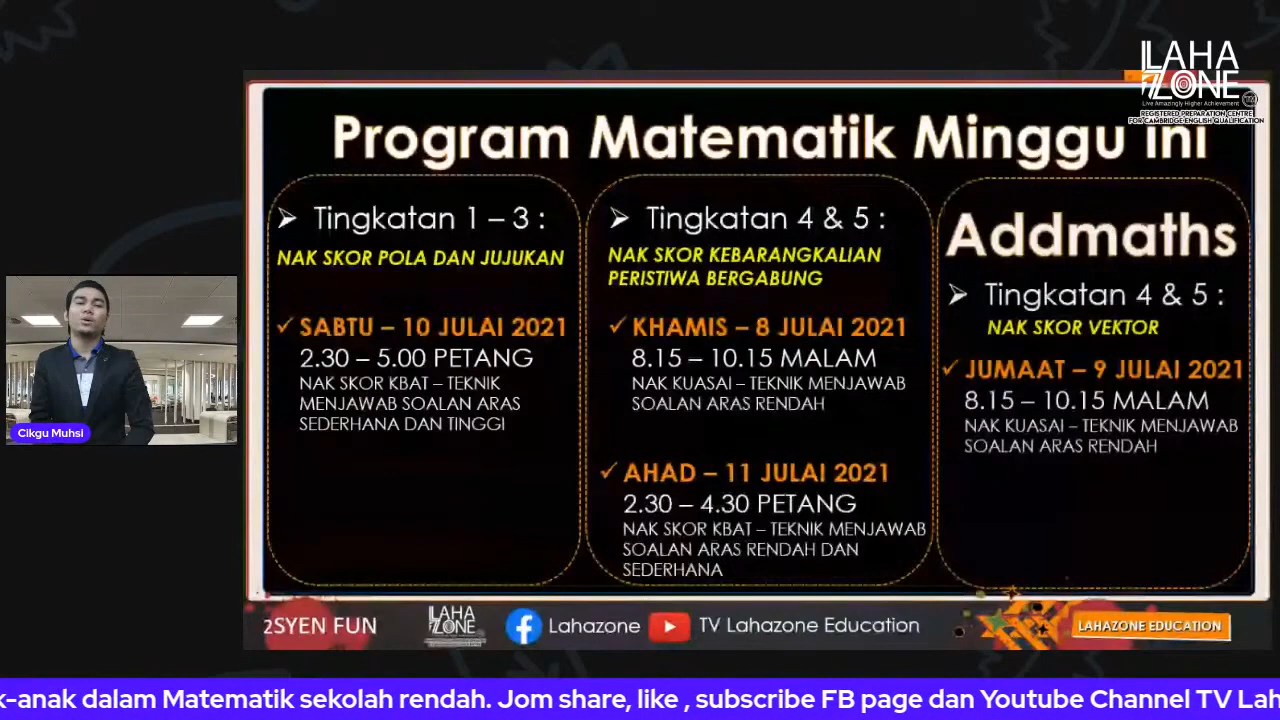 LAHA
ZONE
Live Amazingly Higher Achievement
REGISTERED PREPARATION CENTRE
FOR CAMBRIDGE ENGLISH QUALIFICATION
Program Matematik Minggu ini
➢ Tingkatan 1 – 3 :
NAK SKOR POLA DAN JUJUKAN
✓ SABTU – 10 JULAI 2021
2.30 – 5.00 PETANG
NAK SKOR KBAT – TEKNIK
MENJAWAB SOALAN ARAS
SEDERHANA DAN TINGGI
➢ Tingkatan 4 & 5 :
NAK SKOR KEBARANGKALIAN
PERISTIWA BERGABUNG
✓ KHAMIS – 8 JULAI 2021
8.15 – 10.15 MALAM
NAK KUASAI – TEKNIK MENJAWAB
SOALAN ARAS RENDAH
✓ AHAD – 11 JULAI 2021
2.30 – 4.30 PETANG
NAK SKOR KBAT – TEKNIK MENJAWAB
SOALAN ARAS RENDAH DAN
SEDERHANA
Addmaths
➢ Tingkatan 4 & 5 :
NAK SKOR VEKTOR
✓ JUMAAT – 9 JULAI 2021
8.15 – 10.15 MALAM
NAK KUASAI – TEKNIK MENJAWAB
SOALAN ARAS RENDAH
Cikgu Muhsi
2SYEN FUN
LAHA
ZONE
Lahazone
TV Lahazone Education
LAHAZONE EDUCATION
k-anak dalam Matematik sekolah rendah. Jom share, like , subscribe FB page dan Youtube Channel TV Lah